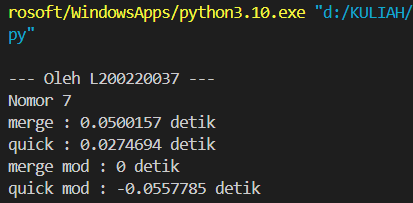 rosoft/WindowsApps/python3.10.exe "d:/KULIAH/
py"
--- Oleh L200220037 ---
Nomor 7
merge : 0.0500157 detik
quick : 0.0274694 detik
merge mod : 0 detik
quick mod : -0.0557785 detik